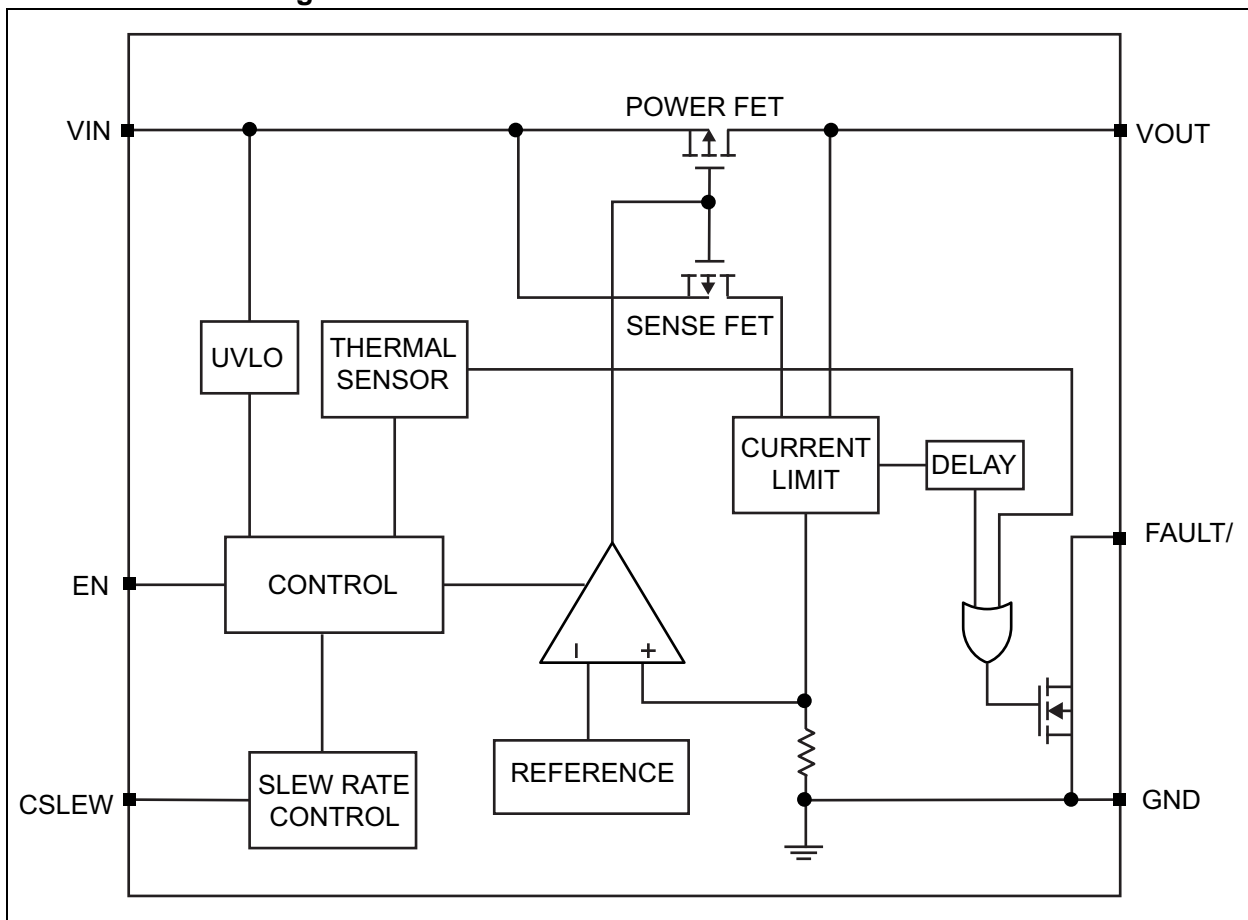 g
POWER FET
VIN
VOUT
SENSE FET
UVLO
THERMAL
SENSOR
CURRENT
LIMIT
DELAY
FAULT/
EN
CONTROL
- +
REFERENCE
SLEW RATE
CONTROL
CSLEW
GND